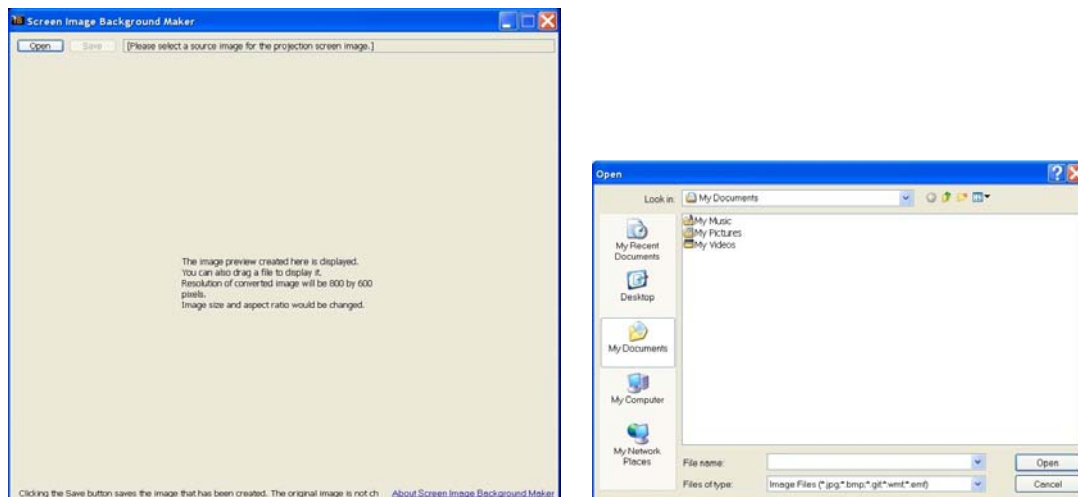 Screen Image Background Maker
Open
Save
[Please select a source image for the projection screen image.]
The image preview created here is displayed.
You can also drag a file to display it.
Resolution of converted image will be 800 by 600
pixels.
Image size and aspect ratio would be changed.
Clicking the Save button saves the image that has been created. The original image is not ch
About Screen Image Background Maker
Open
Look in:
My Documents
My Recent
Documents
Desktop
My Documents
My Computer
My Network
Places
My Music
My Pictures
My Videos
File name:
Open
Files of type:
Image Files (*.jpg;*.bmp;*.gif;*.wmf;*.emf)
Cancel